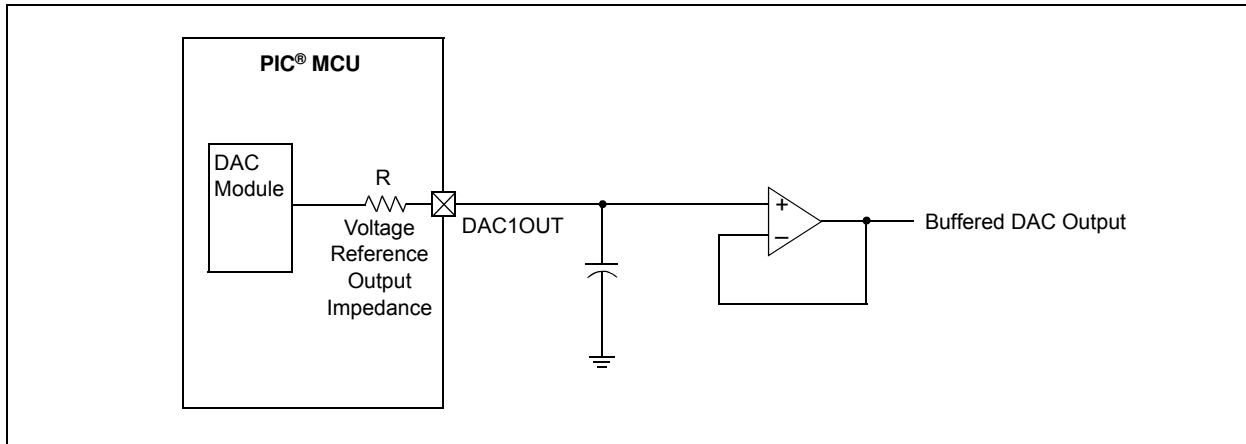 PIC® MCU
DAC
Module
R
Voltage
Reference
Output
Impedance
DAC1OUT
+
–
Buffered DAC Output